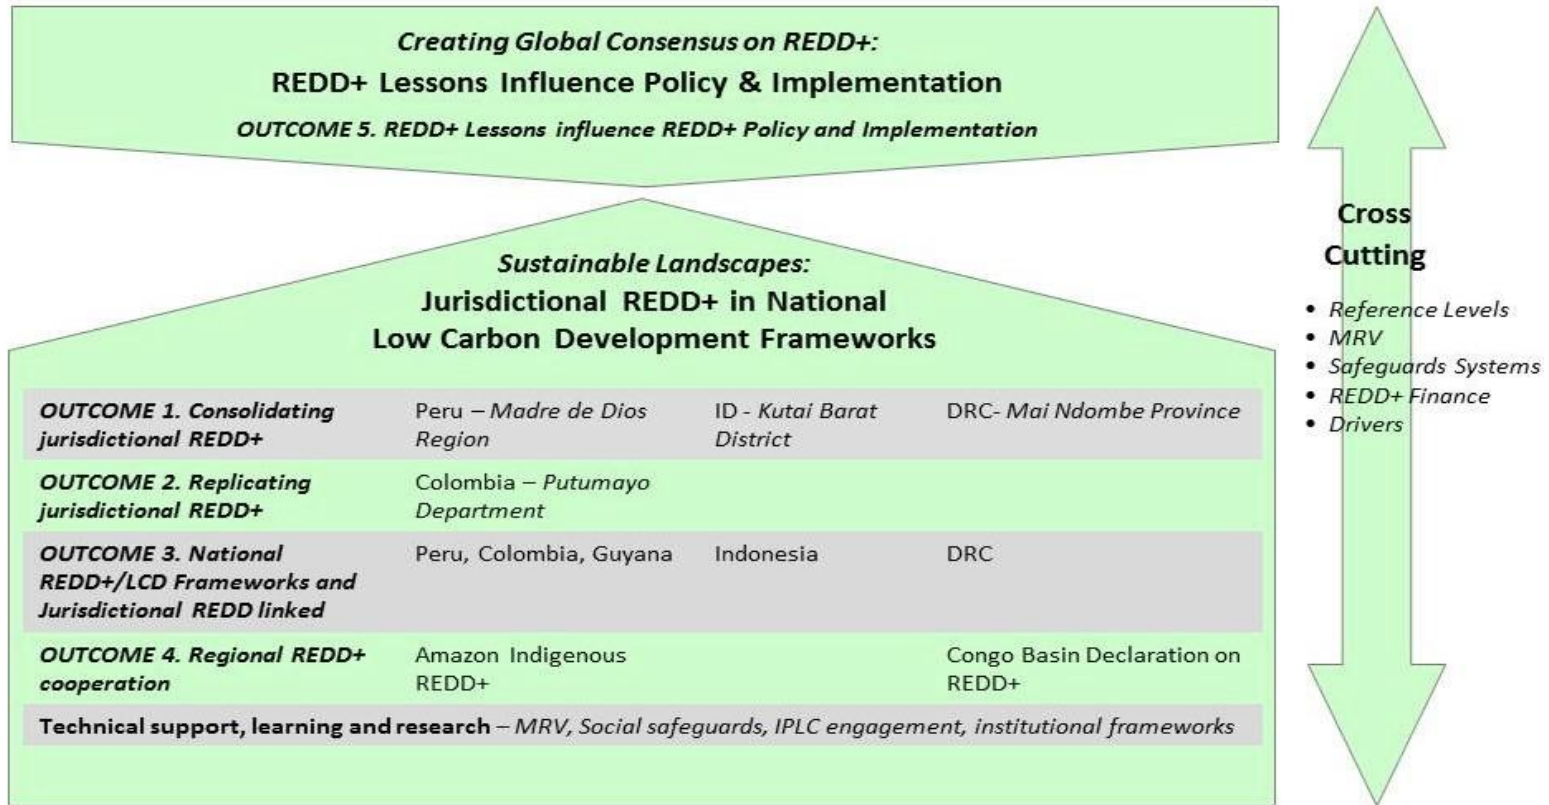 Creating Global Consensus on REDD+:
REDD+ Lessons Influence Policy & Implementation
OUTCOME 5. REDD+ Lessons influence REDD+ Policy and Implementation
Sustainable Landscapes:
Jurisdictional REDD+ in National
Low Carbon Development Frameworks
OUTCOME 1. Consolidating
jurisdictional REDD+
Peru – Madre de Dios
Region
ID - Kutai Barat
District
DRC- Mai Ndombe Province
OUTCOME 2. Replicating
jurisdictional REDD+
Colombia – Putumayo
Department
OUTCOME 3. National
REDD+/LCD Frameworks and
Jurisdictional REDD linked
Peru, Colombia, Guyana
Indonesia
DRC
OUTCOME 4. Regional REDD+
cooperation
Amazon Indigenous
REDD+
Congo Basin Declaration on
REDD+
Technical support, learning and research – MRV, Social safeguards, IPLC engagement, institutional frameworks
Cross
Cutting
• Reference Levels
• MRV
• Safeguards Systems
• REDD+ Finance
• Drivers